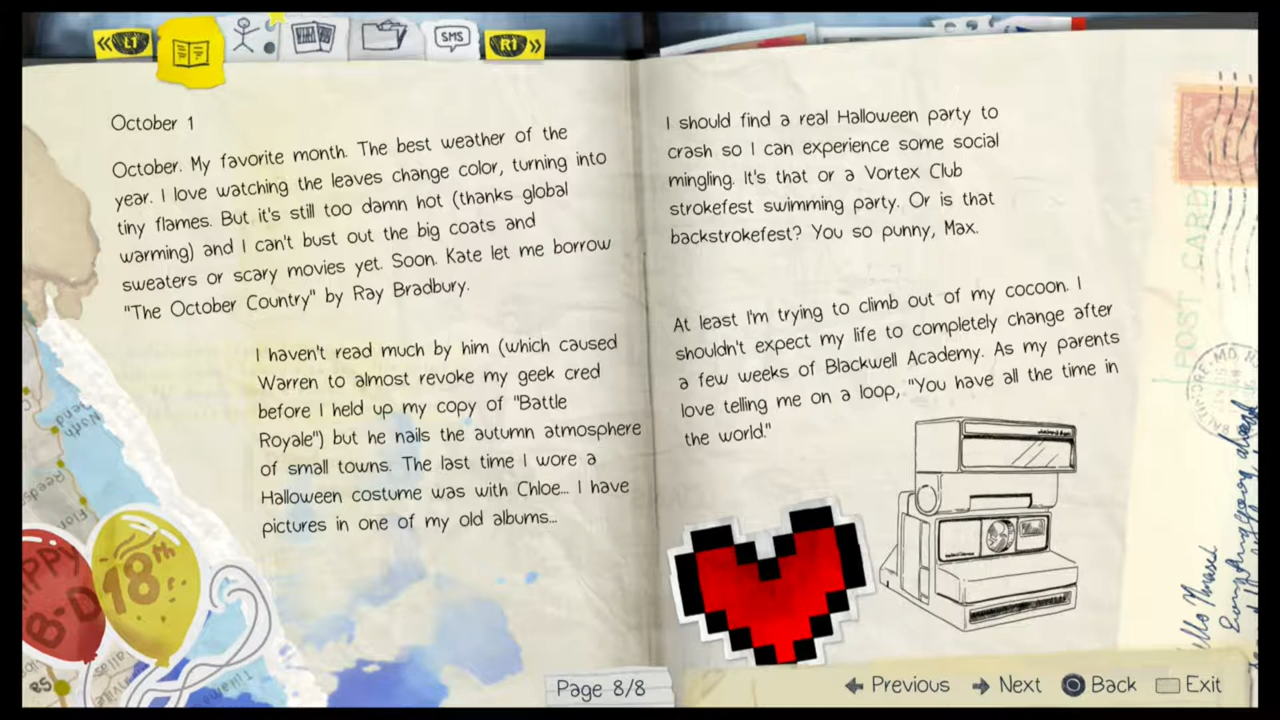 L1
SMS
R1
October 1
October. My favorite month. The best weather of the
year. I love watching the leaves change color, turning into
tiny flames. But it's still too damn hot (thanks global
warming) and I can't bust out the big coats and
sweaters or scary movies yet. Soon. Kate let me borrow
"The October Country" by Ray Bradbury.
I haven't read much by him (which caused
Warren to almost revoke my geek cred
before I held up my copy of "Battle
Royale") but he nails the autumn atmosphere
of small towns. The last time I wore a
Halloween costume was with Chloe... I have
pictures in one of my old albums...
I should find a real Halloween party to
crash so I can experience some social
mingling. It's that or a Vortex Club
strokefest swimming party. Or is that
backstrokefest? You so punny, Max.
At least I'm trying to climb out of my cocoon. I
shouldn't expect my life to completely change after
a few weeks of Blackwell Academy. As my parents
love telling me on a loop, "You have all the time in
the world."
18th
B-D
POST CARD
Page 8/8
Previous
Next
Back
Exit